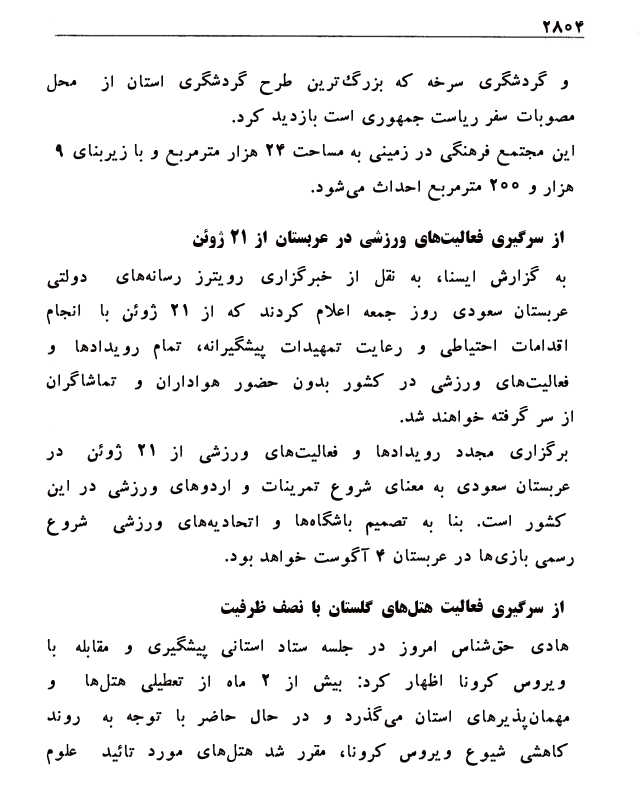 ۲۸۰۴
و گردشگری سرخه که بزرگ‌ترین طرح گردشگری استان از محل
مصوبات سفر ریاست جمهوری است بازدید کرد.
این مجتمع فرهنگی در زمینی به مساحت ۲۴ هزار مترمربع و با زیربنای ۹
هزار و ۲۰۰ مترمربع احداث می‌شود.
از سرگیری فعالیت‌های ورزشی در عربستان از ۲۱ ژوئن
به گزارش ایسنا، به نقل از خبرگزاری رویترز رسانه‌های دولتی
عربستان سعودی روز جمعه اعلام کردند که از ۲۱ ژوئن با انجام
اقدامات احتیاطی و رعایت تمهیدات پیشگیرانه، تمام رویدادها و
فعالیت‌های ورزشی در کشور بدون حضور هواداران و تماشاگران
از سر گرفته خواهند شد.
برگزاری مجدد رویدادها و فعالیت‌های ورزشی از ۲۱ ژوئن در
عربستان سعودی به معنای شروع تمرینات و اردوهای ورزشی در این
کشور است. بنا به تصمیم باشگاه‌ها و اتحادیه‌های ورزشی شروع
رسمی بازی‌ها در عربستان ۴ آگوست خواهد بود.
از سرگیری فعالیت هتل‌های گلستان با نصف ظرفیت
هادی حق‌شناس امروز در جلسه ستاد استانی پیشگیری و مقابله با
ویروس کرونا اظهار کرد: بیش از ۲ ماه از تعطیلی هتل‌ها و
مهمان‌پذیرهای استان می‌گذرد و در حال حاضر با توجه به روند
کاهشی شیوع ویروس کرونا، مقرر شد هتل‌های مورد تائید علوم